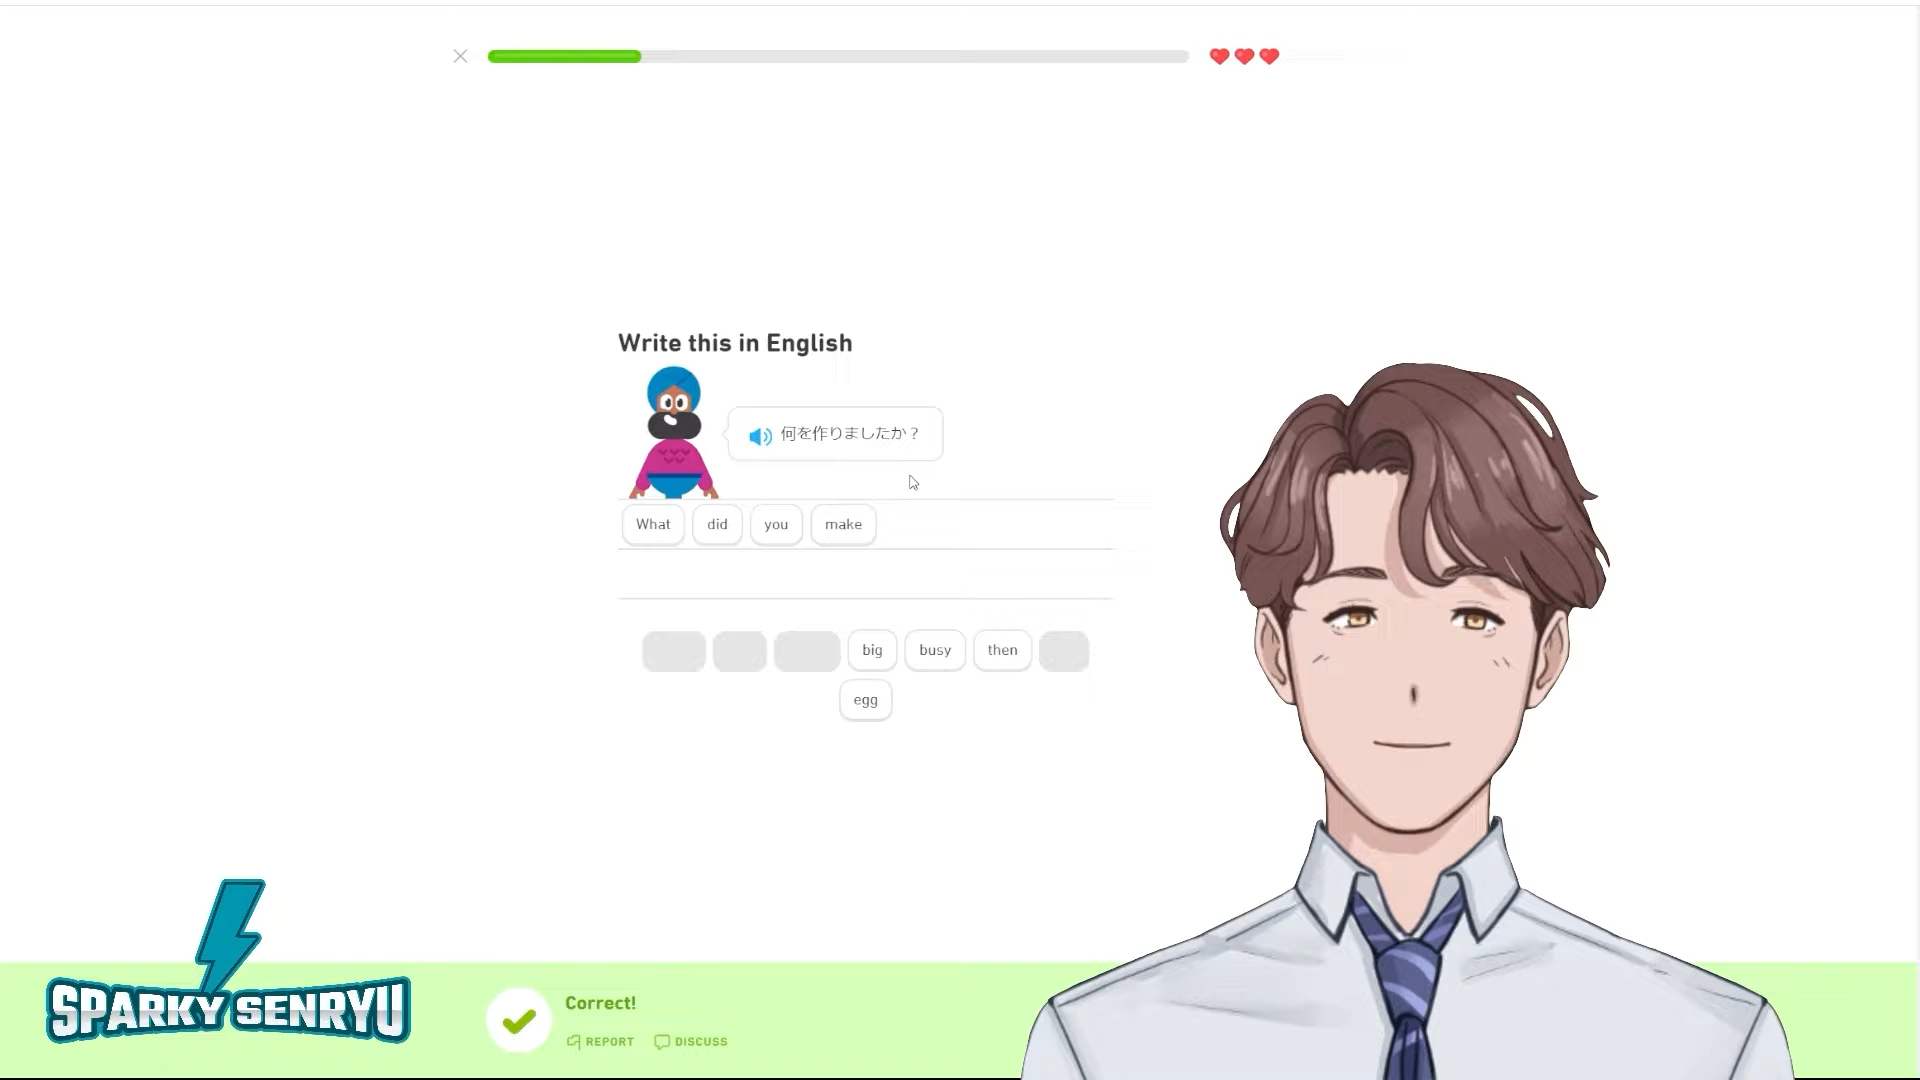 Write this in English
何を作りましたか？
What did you make
big busy then
egg
SPARKY SENRYU
Correct!
REPORT DISCUSS